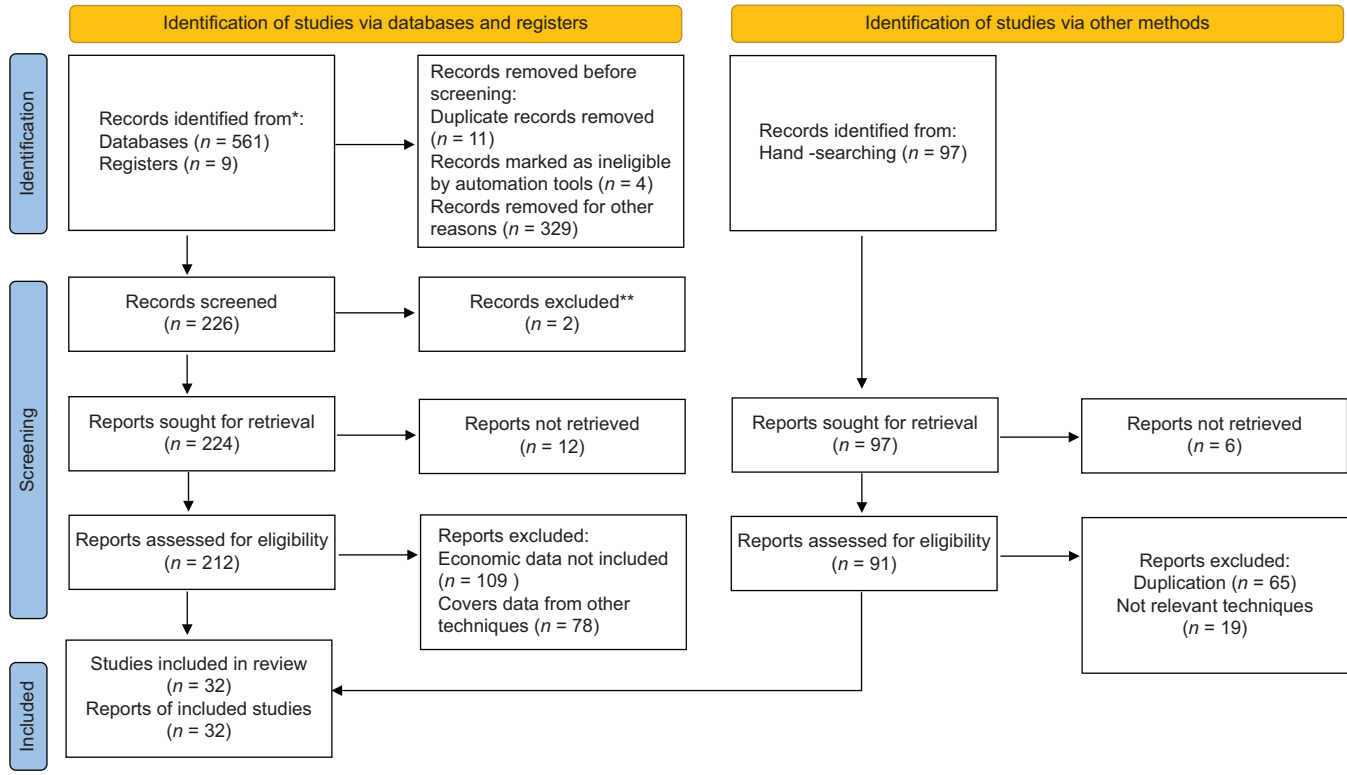 Identification of studies via databases and registers
Identification of studies via other methods
Identification
Records identified from*:
Databases (n = 561)
Registers (n = 9)
Records removed before
screening:
Duplicate records removed
(n = 11)
Records marked as ineligible
by automation tools (n = 4)
Records removed for other
reasons (n = 329)
Records identified from:
Hand -searching (n = 97)
Screening
Records screened
(n = 226)
Records excluded**
(n = 2)
Reports sought for retrieval
(n = 224)
Reports not retrieved
(n = 12)
Reports sought for retrieval
(n = 97)
Reports not retrieved
(n = 6)
Reports assessed for eligibility
(n = 212)
Reports excluded:
Economic data not included
(n = 109 )
Covers data from other
techniques (n = 78)
Reports assessed for eligibility
(n = 91)
Reports excluded:
Duplication (n = 65)
Not relevant techniques
(n = 19)
Included
Studies included in review
(n = 32)
Reports of included studies
(n = 32)